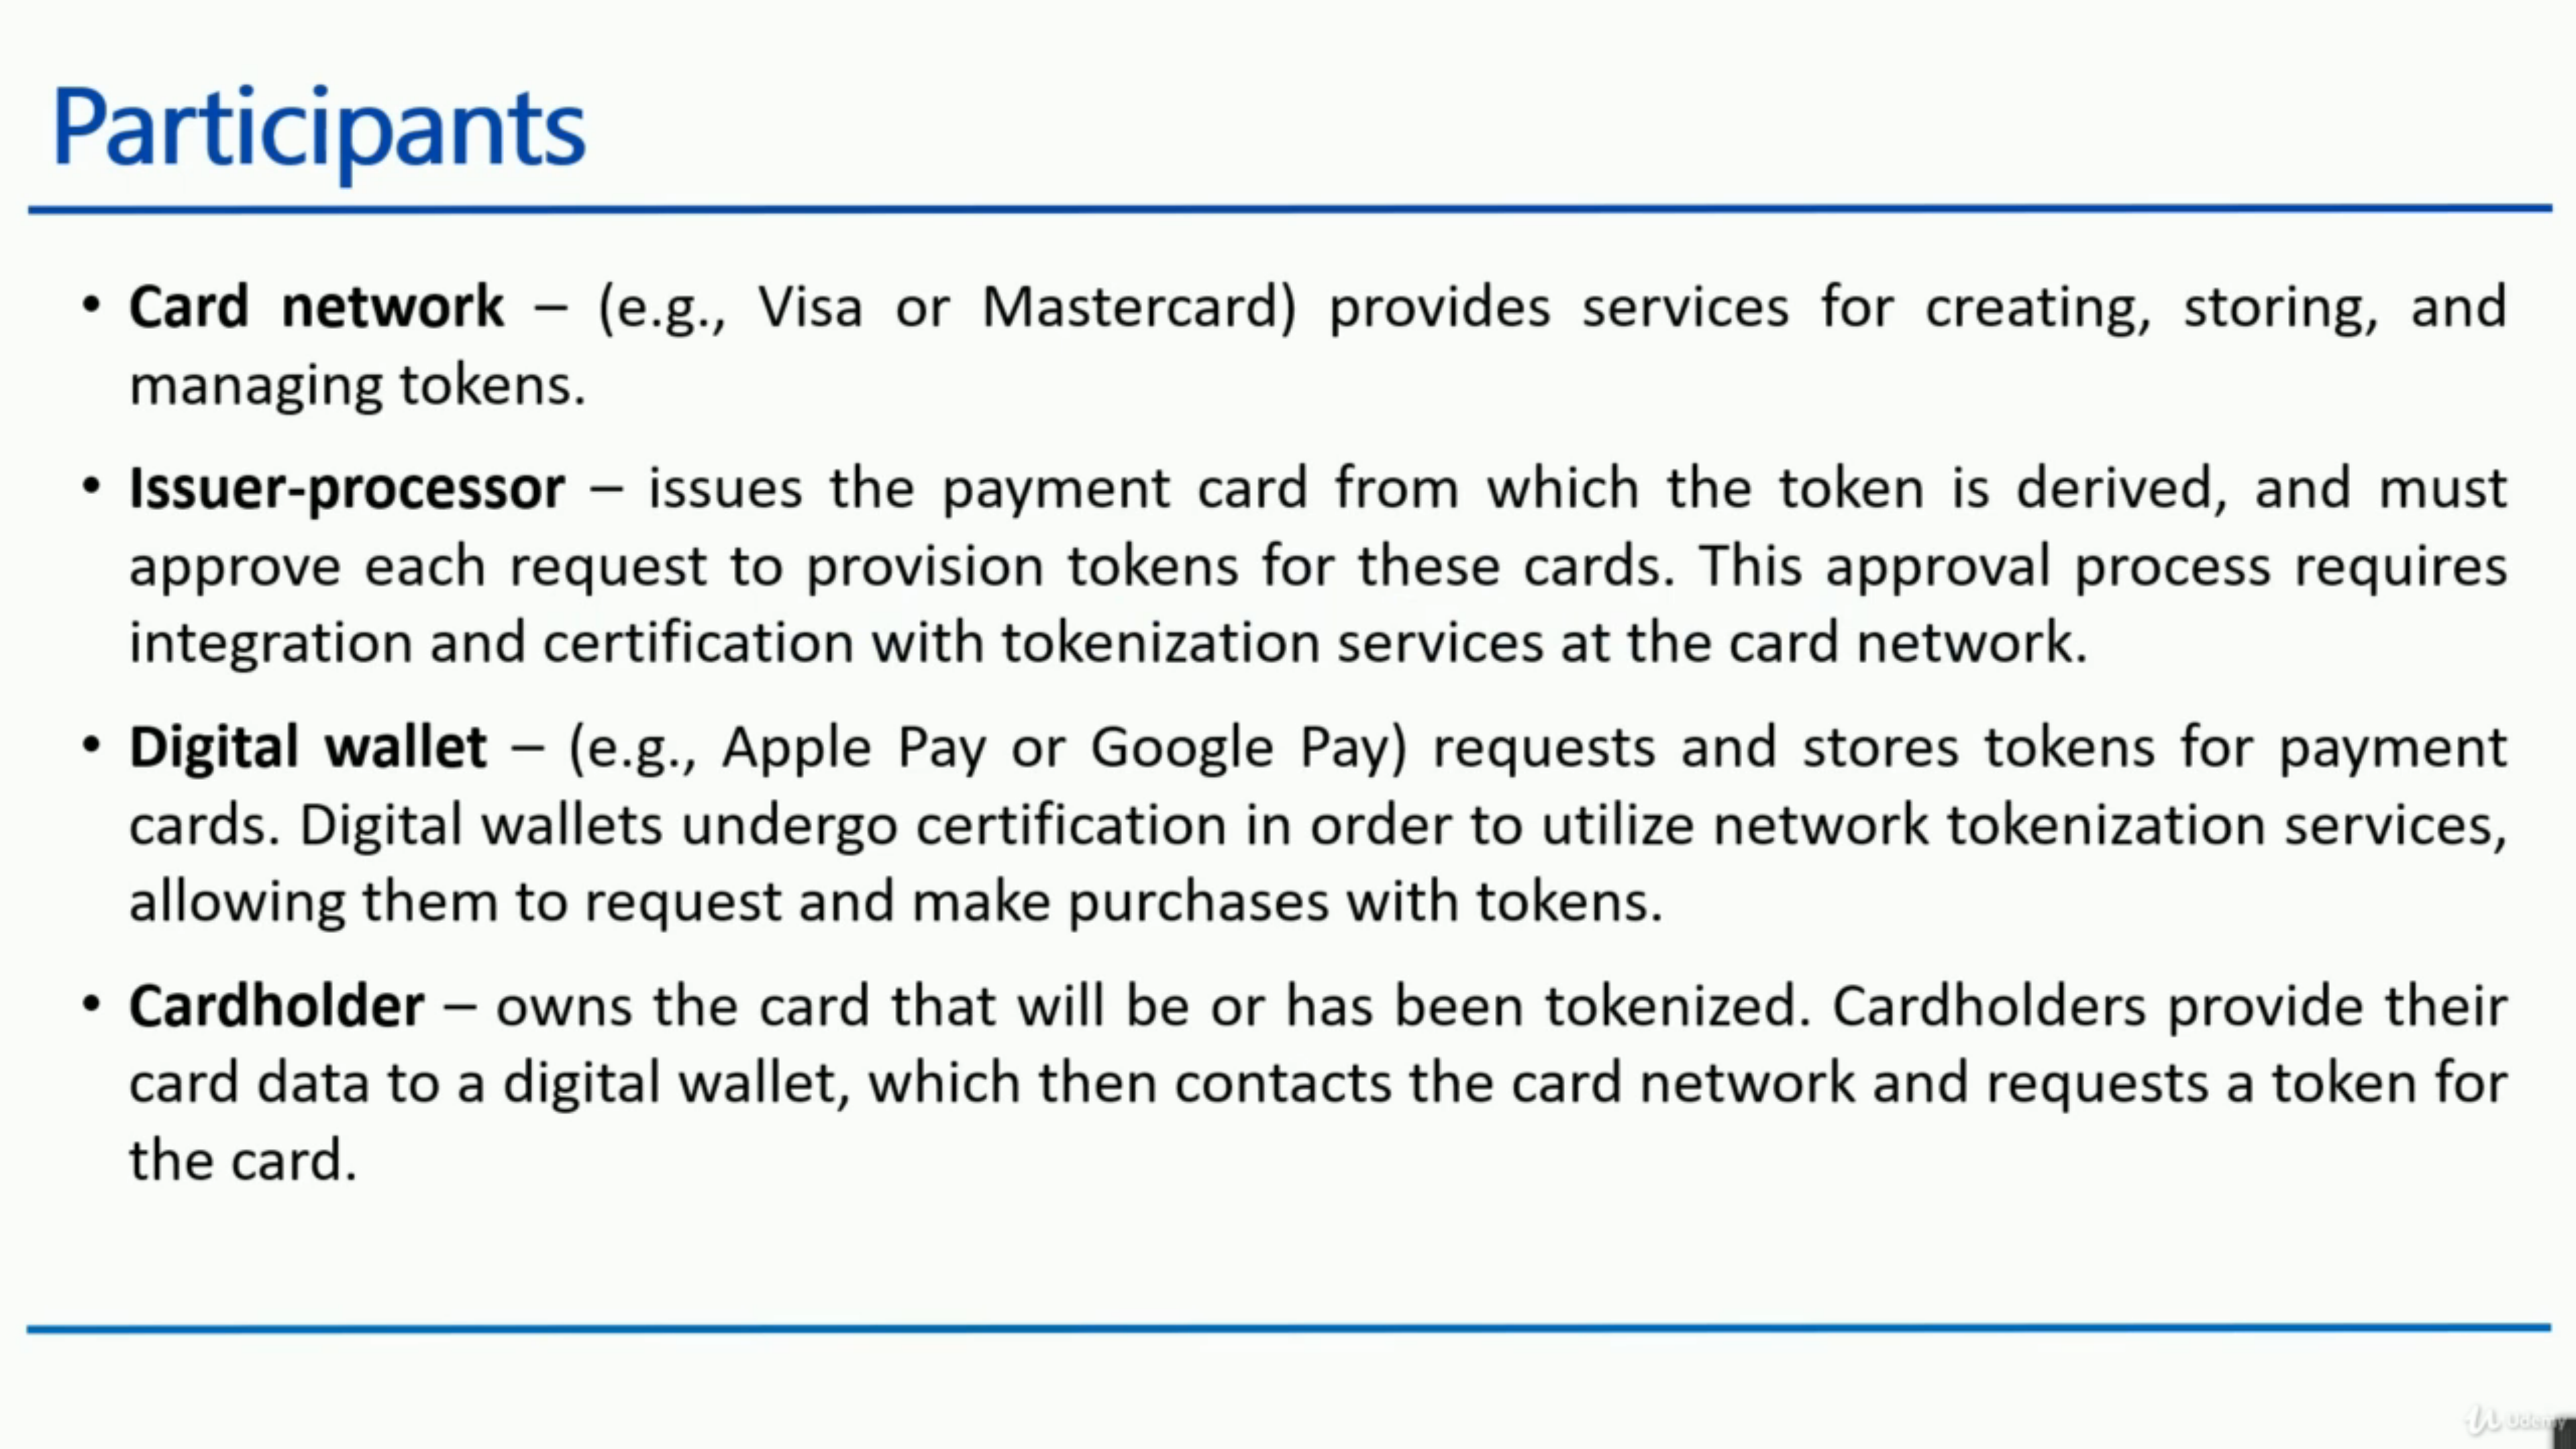 Participants
• Card network – (e.g., Visa or Mastercard) provides services for creating, storing, and
managing tokens.
• Issuer-processor – issues the payment card from which the token is derived, and must
approve each request to provision tokens for these cards. This approval process requires
integration and certification with tokenization services at the card network.
• Digital wallet – (e.g., Apple Pay or Google Pay) requests and stores tokens for payment
cards. Digital wallets undergo certification in order to utilize network tokenization services,
allowing them to request and make purchases with tokens.
• Cardholder – owns the card that will be or has been tokenized. Cardholders provide their
card data to a digital wallet, which then contacts the card network and requests a token for
the card.
Udemy